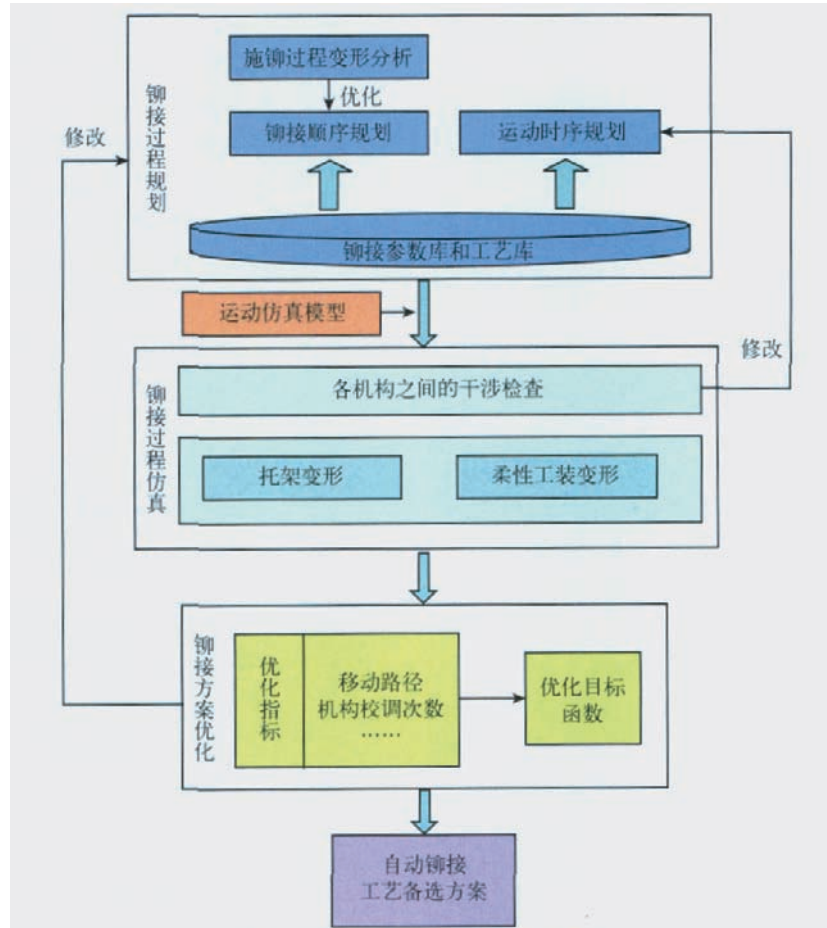 施铆过程变形分析
优化
铆接顺序规划
运动时序规划
铆接参数库和工艺库
铆接过程规划
修改
运动仿真模型
修改
各机构之间的干涉检查
托架变形
柔性工装变形
铆接过程仿真
铆接方案优化
优化指标
移动路径
机构校调次数
……
优化目标
函数
自动铆接
工艺备选方案